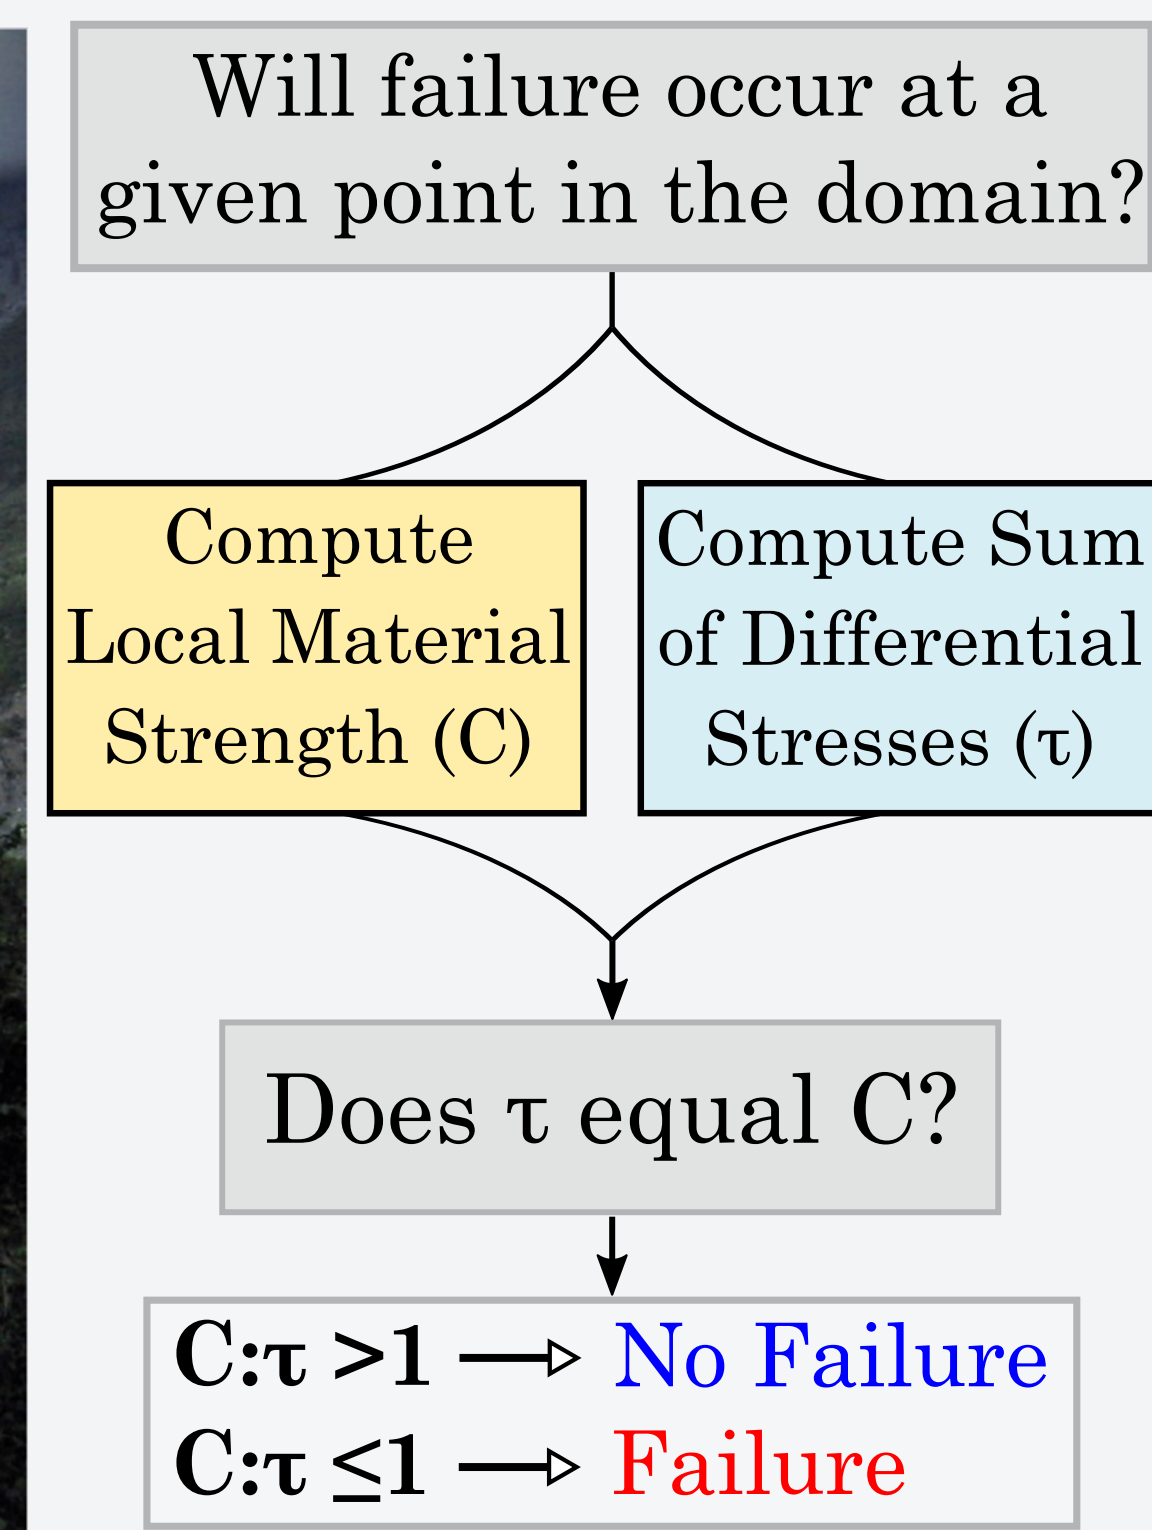 Will failure occur at a
given point in the domain?
Compute
Local Material
Strength (C)
Compute Sum
of Differential
Stresses (τ)
Does τ equal C?
C:τ >1 No Failure
C:τ ≤1 Failure